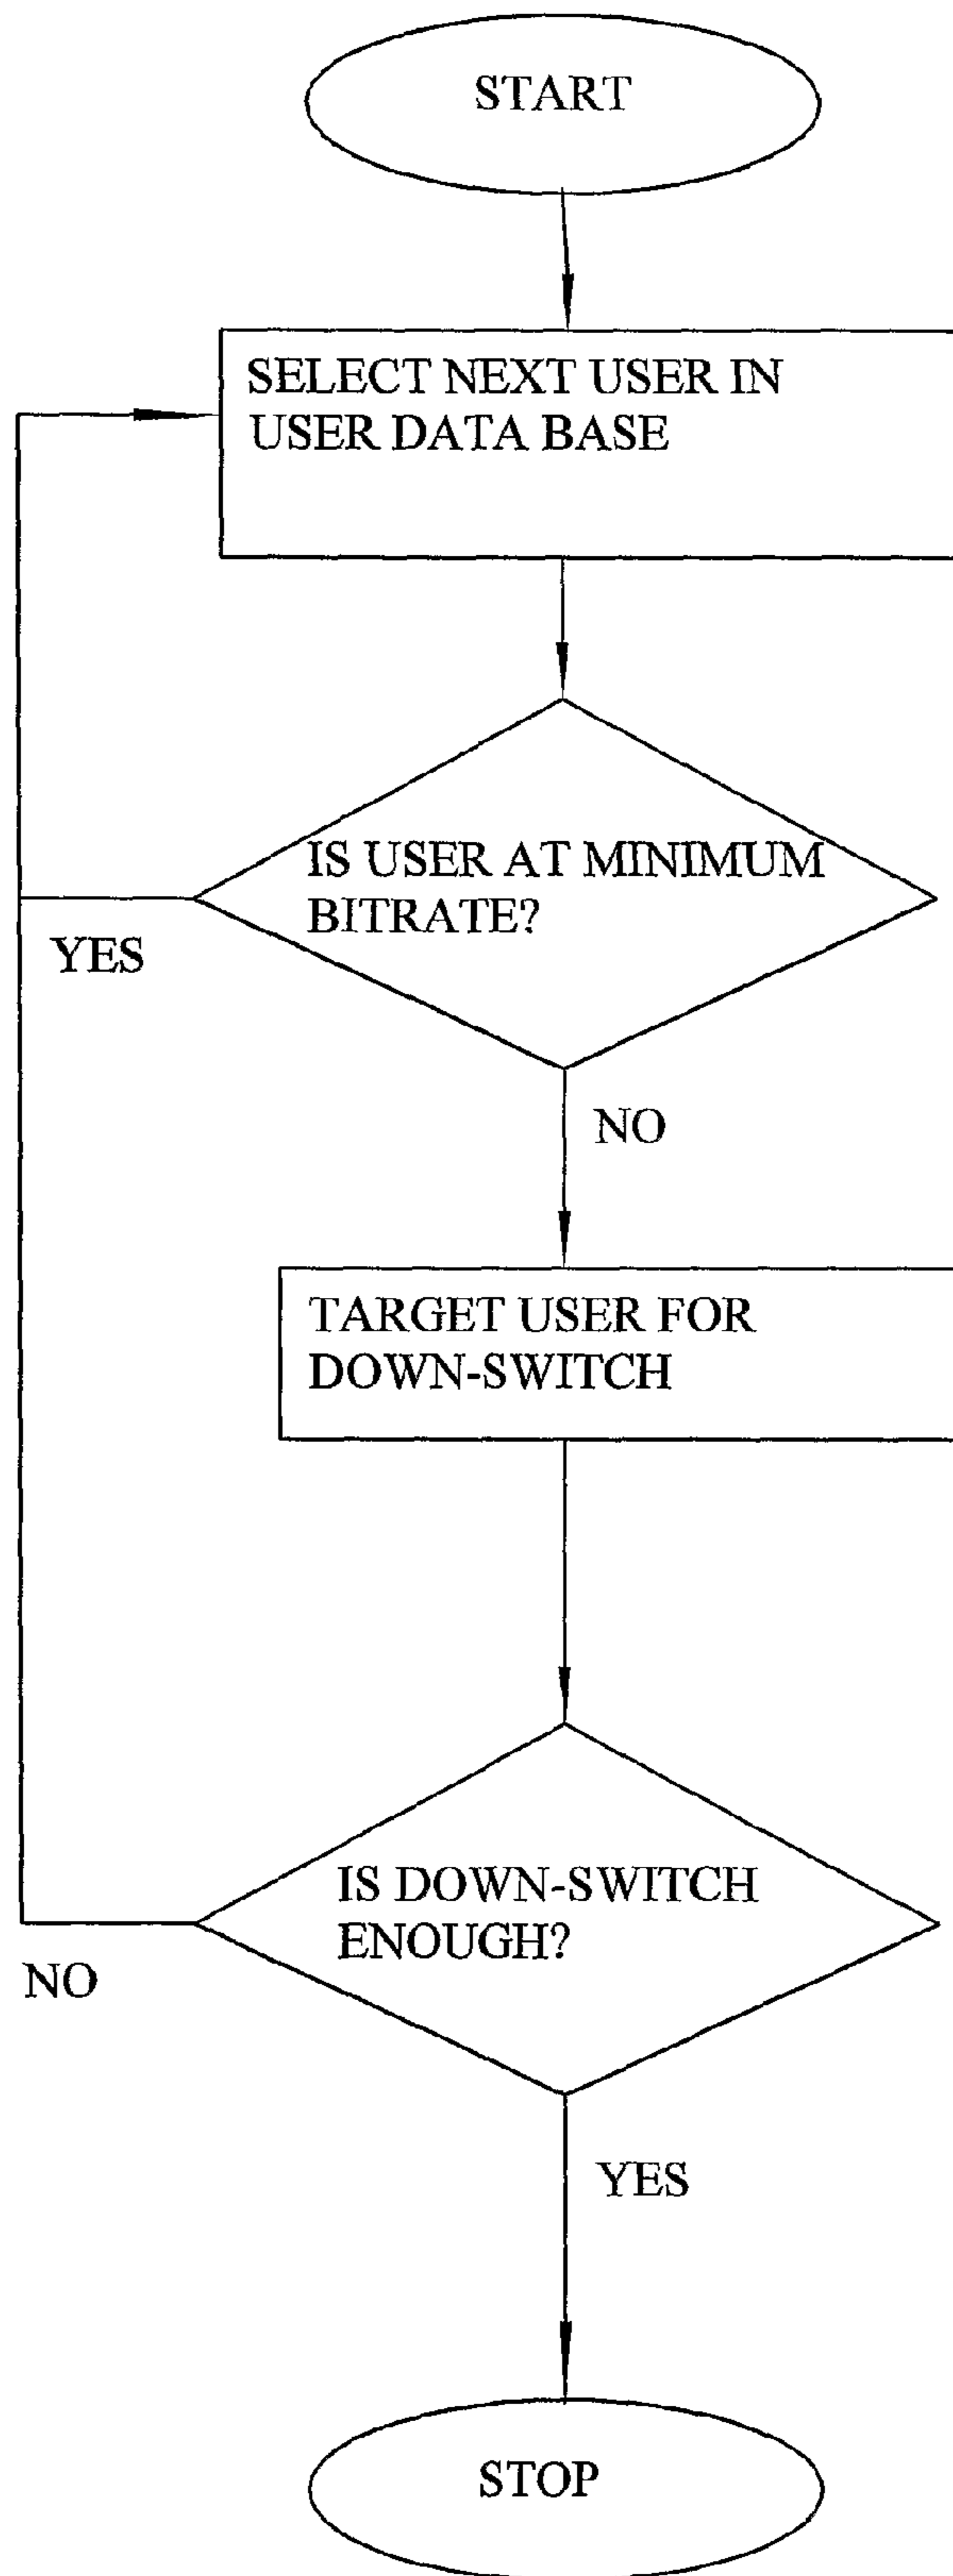 START
SELECT NEXT USER IN
USER DATA BASE
IS USER AT MINIMUM
BITRATE?
YES
NO
TARGET USER FOR
DOWN-SWITCH
IS DOWN-SWITCH
ENOUGH?
NO
YES
STOP